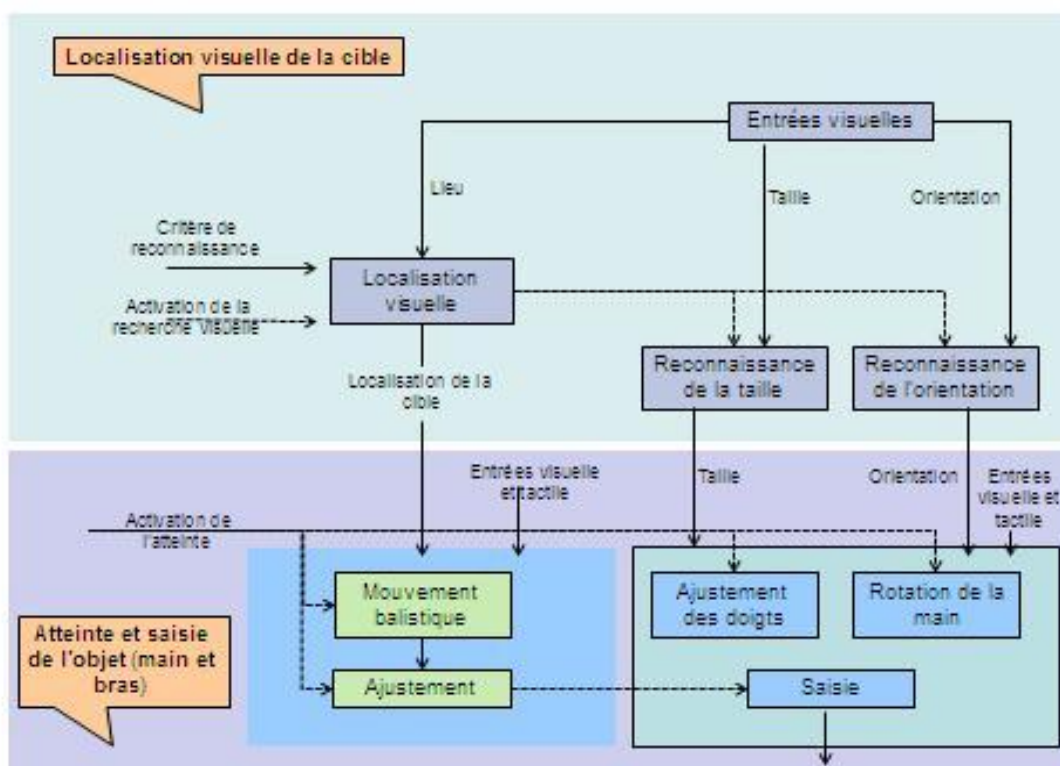 Localisation visuelle de la cible
Entrées visuelles
Lieu
Taille
Orientation
Critère de
reconnaissance
Localisation
visuelle
Activation de la
recherche visuelle
Reconnaissance
de la taille
Reconnaissance
de l'orientation
Localisation de la
cible
Entrées visuelle
et tactile
Taille
Orientation
Entrées
visuelle et
tactile
Activation de
l'atteinte
Mouvement
balistique
Ajustement
des doigts
Rotation de la
main
Atteinte et saisie
de l'objet (main et
bras)
Ajustement
Saisie